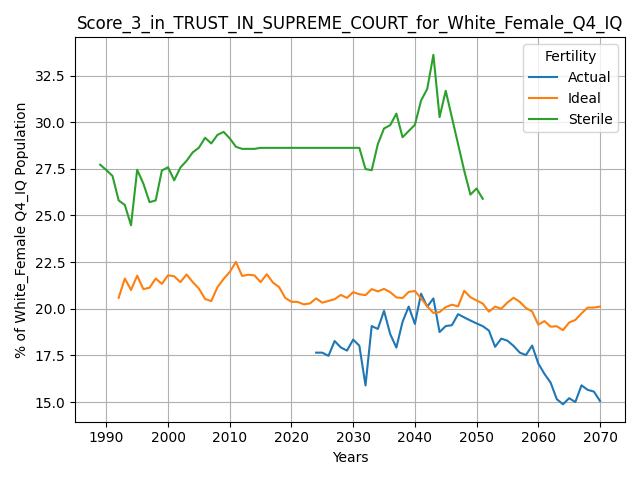 Score_3_in_TRUST_IN_SUPREME_COURT_for_White_Female_Q4_IQ
% of White_Female Q4_IQ Population
32.5
30.0
27.5
25.0
22.5
20.0
17.5
15.0
Fertility
Actual
Ideal
Sterile
1990 2000 2010 2020 2030 2040 2050 2060 2070
Years